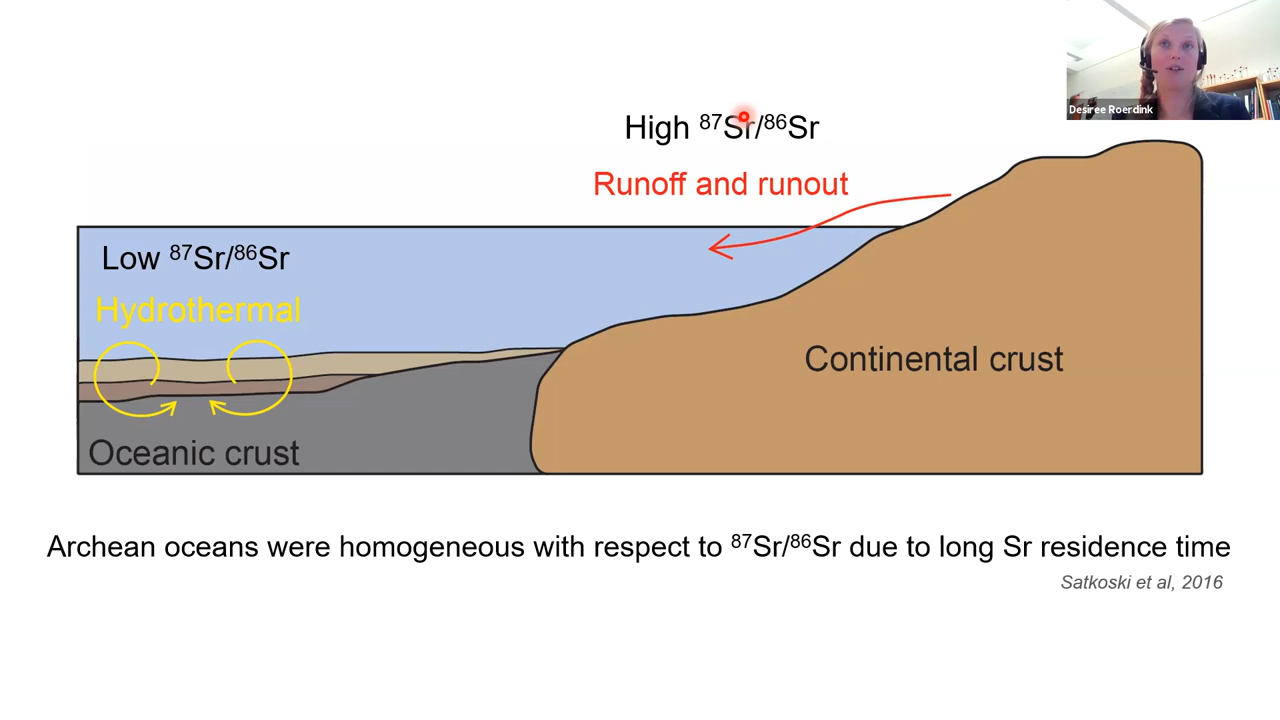 Desiree Roerdink
High ⁸⁷Sr/⁸⁶Sr
Runoff and runout
Low ⁸⁷Sr/⁸⁶Sr
Hydrothermal
Continental crust
Oceanic crust
Archean oceans were homogeneous with respect to ⁸⁷Sr/⁸⁶Sr due to long Sr residence time
Satkoski et al, 2016